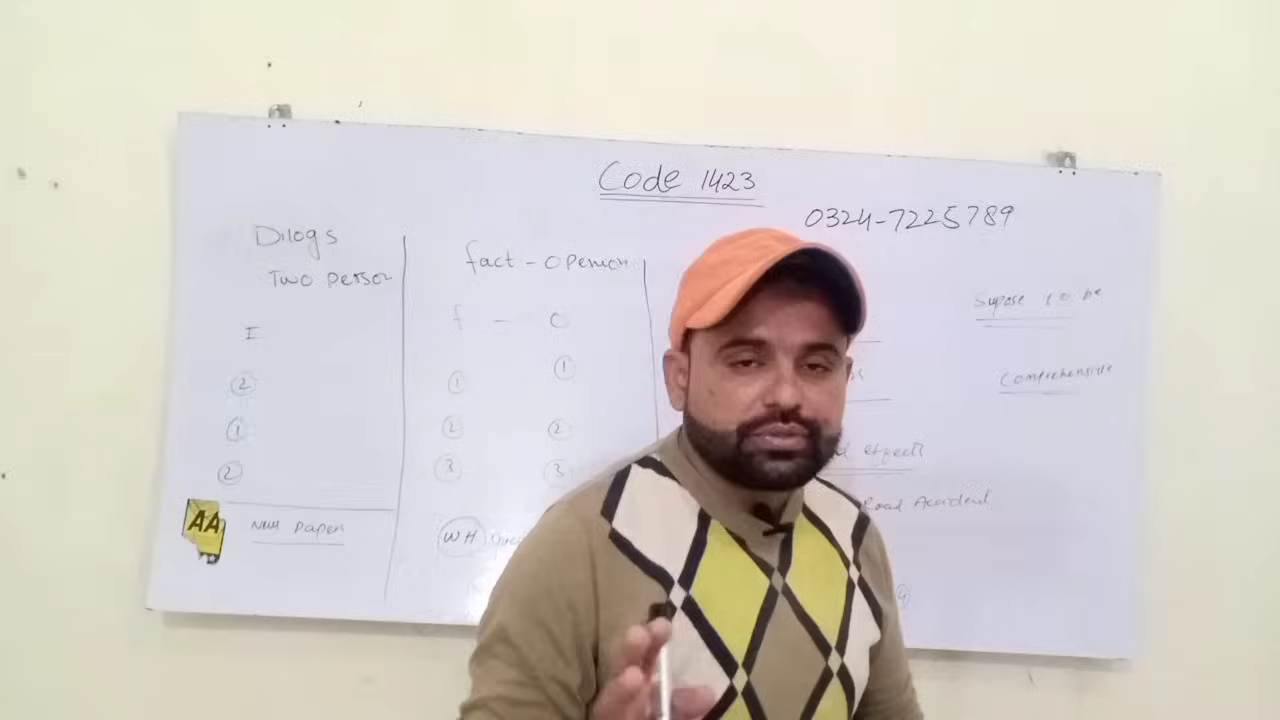 Code 1423
0324-7225789
Dilogs
Two person
I
2
1
2
AA
New Paper
fact - Openion
f - O
1
1
2 2
3 3
WH
Supose to be
Comprehensive
effects
Road Accident